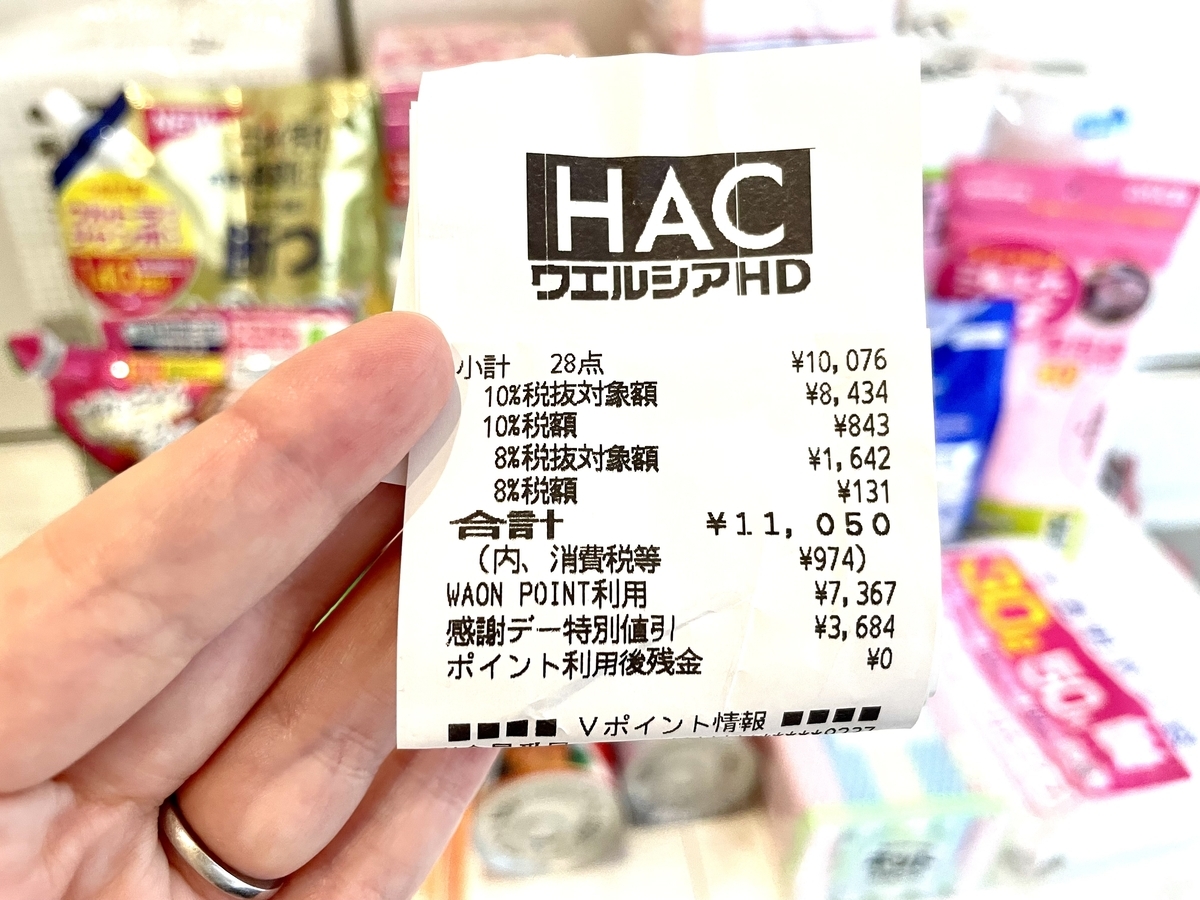 HAC
ウエルシアHD
小計 28点 ¥10,076
10%税抜対象額 ¥8,434
10%税額 ¥843
8%税抜対象額 ¥1,642
8%税額 ¥131
合計 ¥11,050
(内、消費税等 ¥974)
WAON POINT利用 ¥7,367
感謝デー特別値引 ¥3,684
ポイント利用後残金 ¥0
■■■■ Vポイント情報 ■■■■
NEW